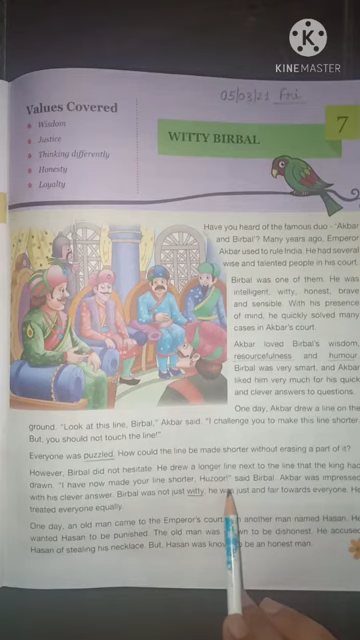 K
KINEMASTER
05/03/21 Fri
Values Covered
Wisdom
Justice
Thinking differently
Honesty
Loyalty
7
WITTY BIRBAL
Have you heard of the famous duo - 'Akbar
and Birbal'? Many years ago, Emperor
Akbar used to rule India. He had several
wise and talented people in his court.
Birbal was one of them. He was
intelligent, witty, honest, brave
and sensible. With his presence
of mind, he quickly solved many
cases in Akbar's court.
Akbar loved Birbal's wisdom,
resourcefulness and humour.
Birbal was very smart, and Akbar
liked him very much for his quick
and clever answers to questions.
One day, Akbar drew a line on the
ground. "Look at this line, Birbal," Akbar said. "I challenge you to make this line shorter.
But, you should not touch the line!"
Everyone was puzzled. How could the line be made shorter without erasing a part of it?
However, Birbal did not hesitate. He drew a longer line next to the line that the king had
drawn. "I have now made your line shorter, Huzoor!" said Birbal. Akbar was impressed
with his clever answer. Birbal was not just witty, he was just and fair towards everyone. He
treated everyone equally.
One day, an old man came to the Emperor's court another man named Hasan. He
wanted Hasan to be punished. The old man was to be dishonest. He accused
Hasan of stealing his necklace. But, Hasan was be an honest man.